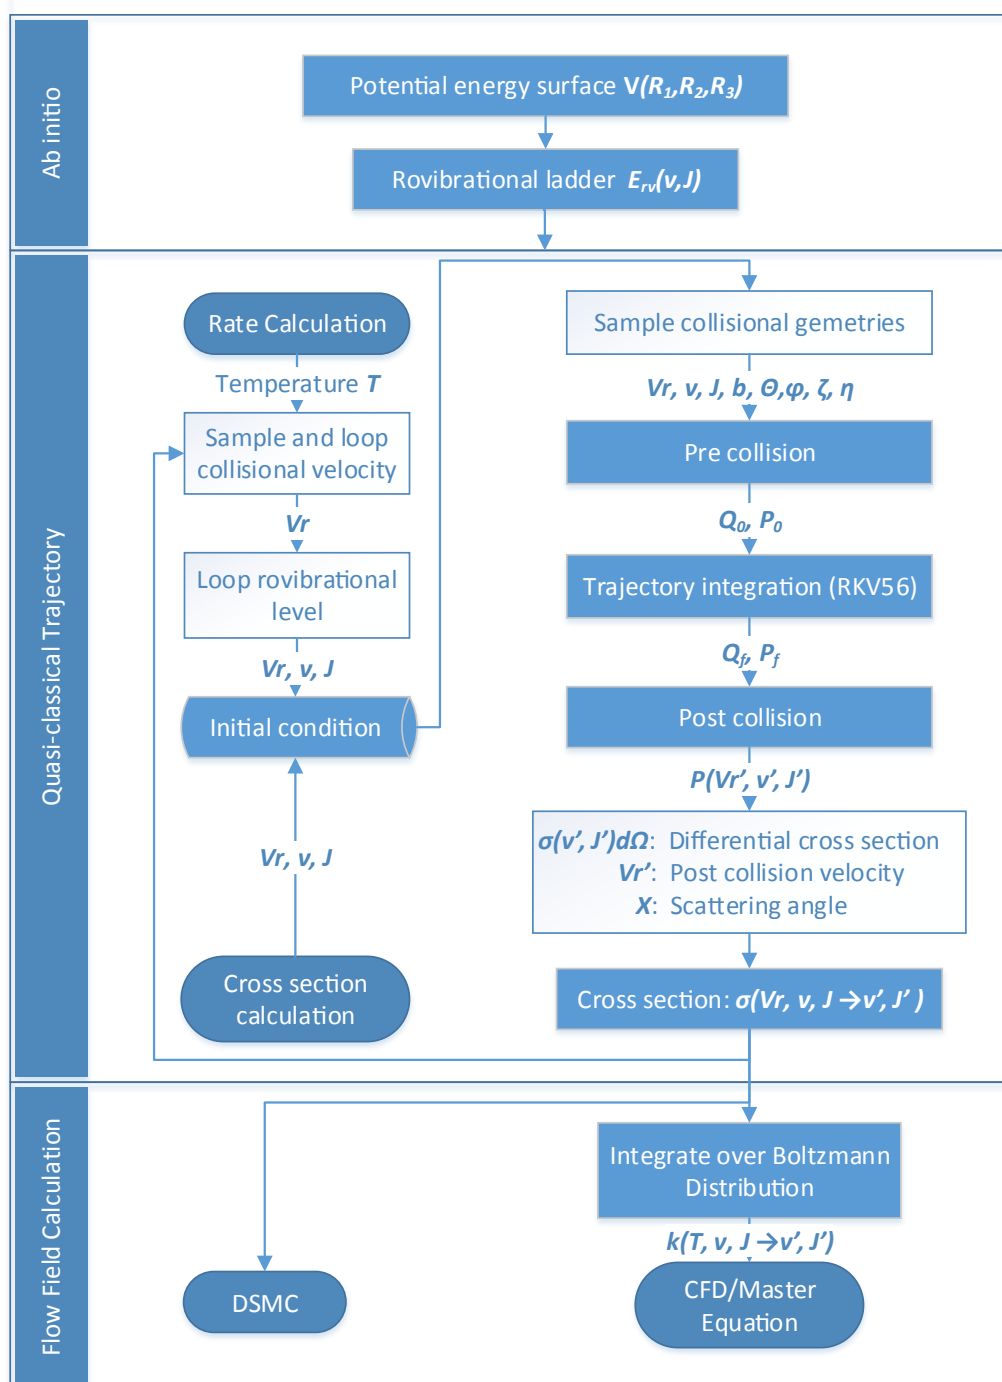 Ab initio
Potential energy surface V(R₁,R₂,R₃)
Rovibrational ladder Eᵣᵥ(v,J)
Quasi-classical Trajectory
Rate Calculation
Temperature T
Sample and loop
collisional velocity
Vr
Loop rovibrational
level
Vr, v, J
Initial condition
Vr, v, J
Cross section
calculation
Sample collisional gemetries
Vr, v, J, b, Θ,φ, ζ, η
Pre collision
Q₀, P₀
Trajectory integration (RKV56)
Q_f, P_f
Post collision
P(Vr’, v’, J’)
σ(v’, J’)dΩ: Differential cross section
Vr’: Post collision velocity
X: Scattering angle
Cross section: σ(Vr, v, J →v’, J’ )
Flow Field Calculation
Integrate over Boltzmann
Distribution
k(T, v, J →v’, J’)
DSMC
CFD/Master
Equation